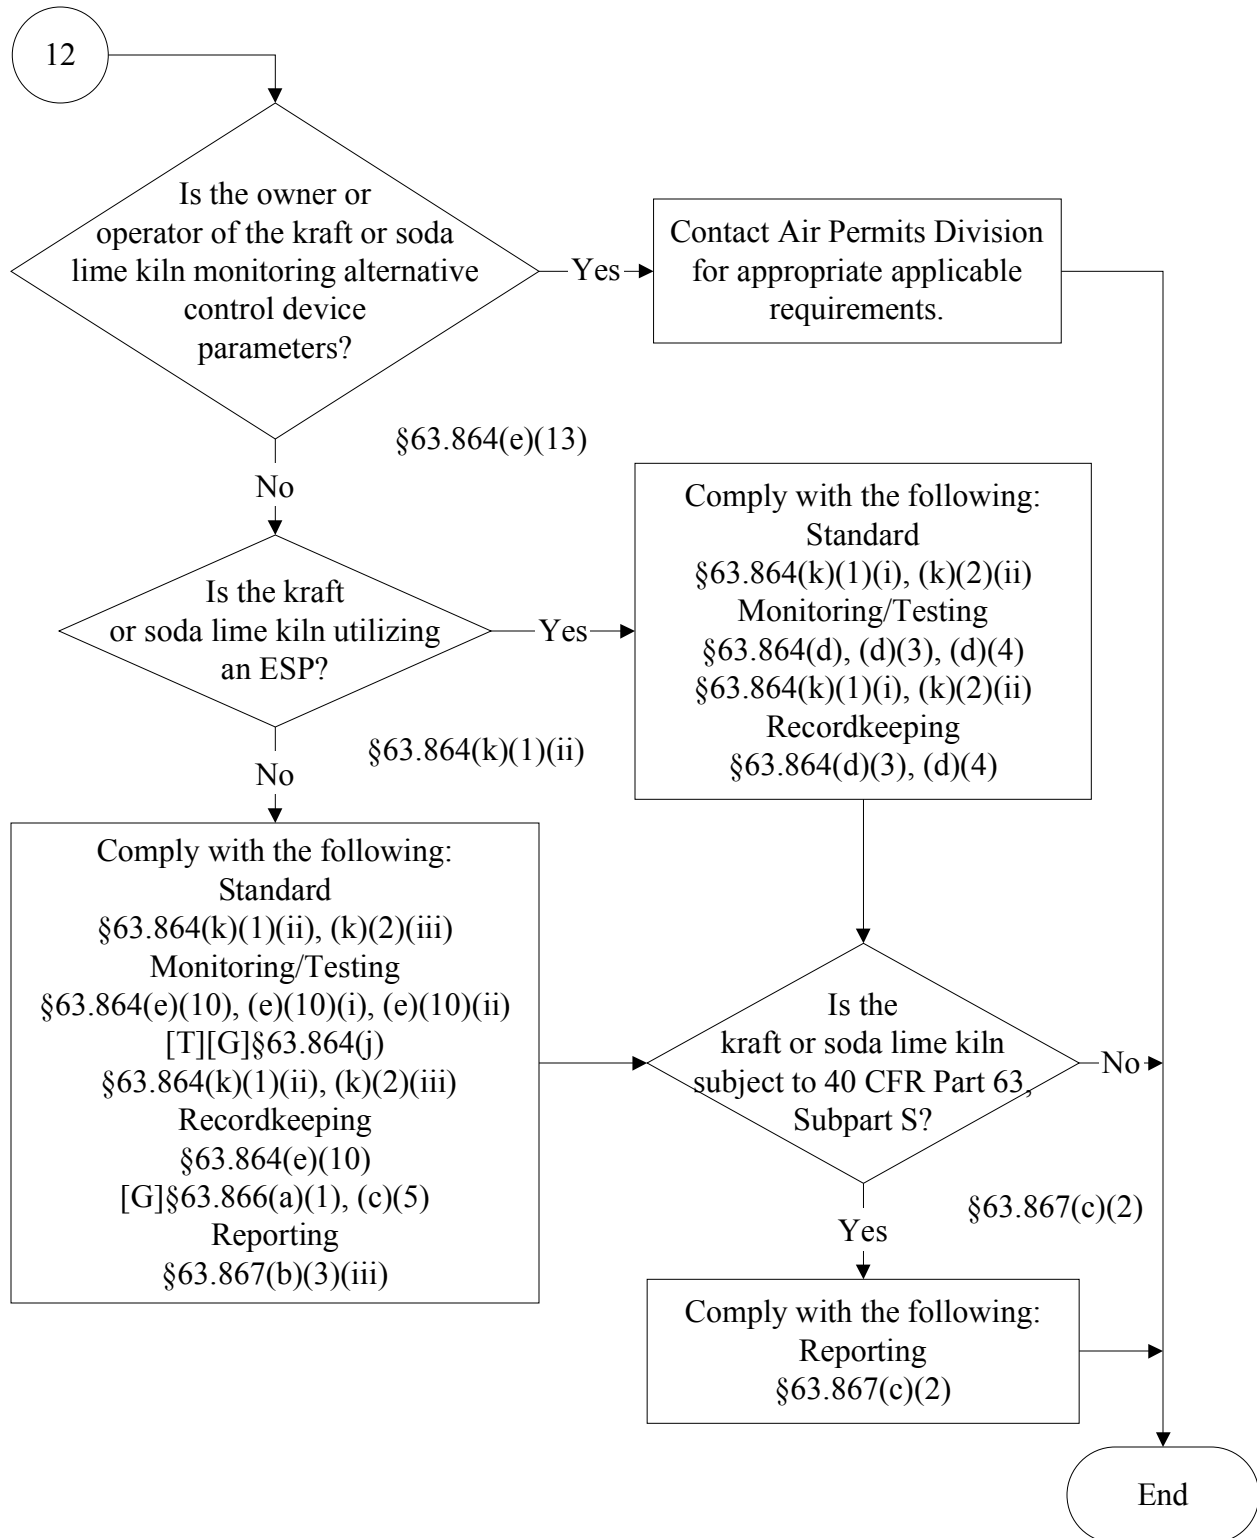 12
Is the owner or
operator of the kraft or soda
lime kiln monitoring alternative
control device
parameters?
Yes
Contact Air Permits Division
for appropriate applicable
requirements.
§63.864(e)(13)
No
Is the kraft
or soda lime kiln utilizing
an ESP?
Yes
Comply with the following:
Standard
§63.864(k)(1)(i), (k)(2)(ii)
Monitoring/Testing
§63.864(d), (d)(3), (d)(4)
§63.864(k)(1)(i), (k)(2)(ii)
Recordkeeping
§63.864(d)(3), (d)(4)
§63.864(k)(1)(ii)
No
Comply with the following:
Standard
§63.864(k)(1)(ii), (k)(2)(iii)
Monitoring/Testing
§63.864(e)(10), (e)(10)(i), (e)(10)(ii)
[T][G]§63.864(j)
§63.864(k)(1)(ii), (k)(2)(iii)
Recordkeeping
§63.864(e)(10)
[G]§63.866(a)(1), (c)(5)
Reporting
§63.867(b)(3)(iii)
Is the
kraft or soda lime kiln
subject to 40 CFR Part 63,
Subpart S?
No
§63.867(c)(2)
Yes
Comply with the following:
Reporting
§63.867(c)(2)
End